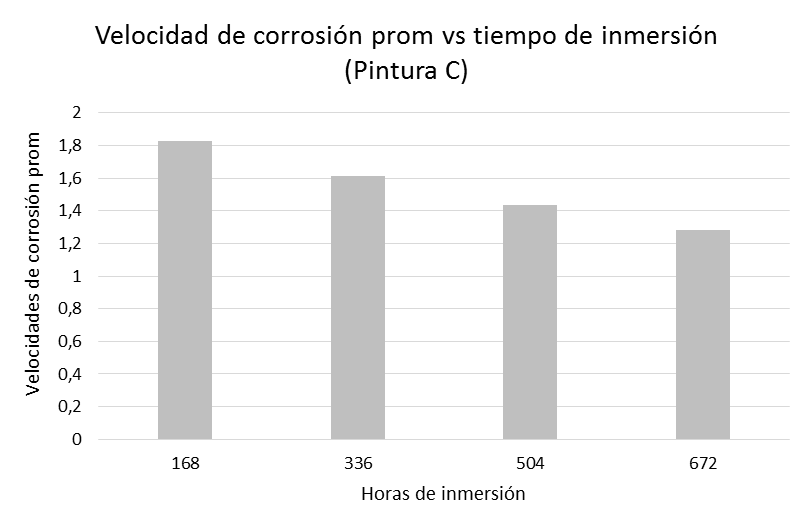 Velocidad de corrosión prom vs tiempo de inmersión
(Pintura C)
Velocidades de corrosión prom
2
1,8
1,6
1,4
1,2
1
0,8
0,6
0,4
0,2
0
168 336 504 672
Horas de inmersión